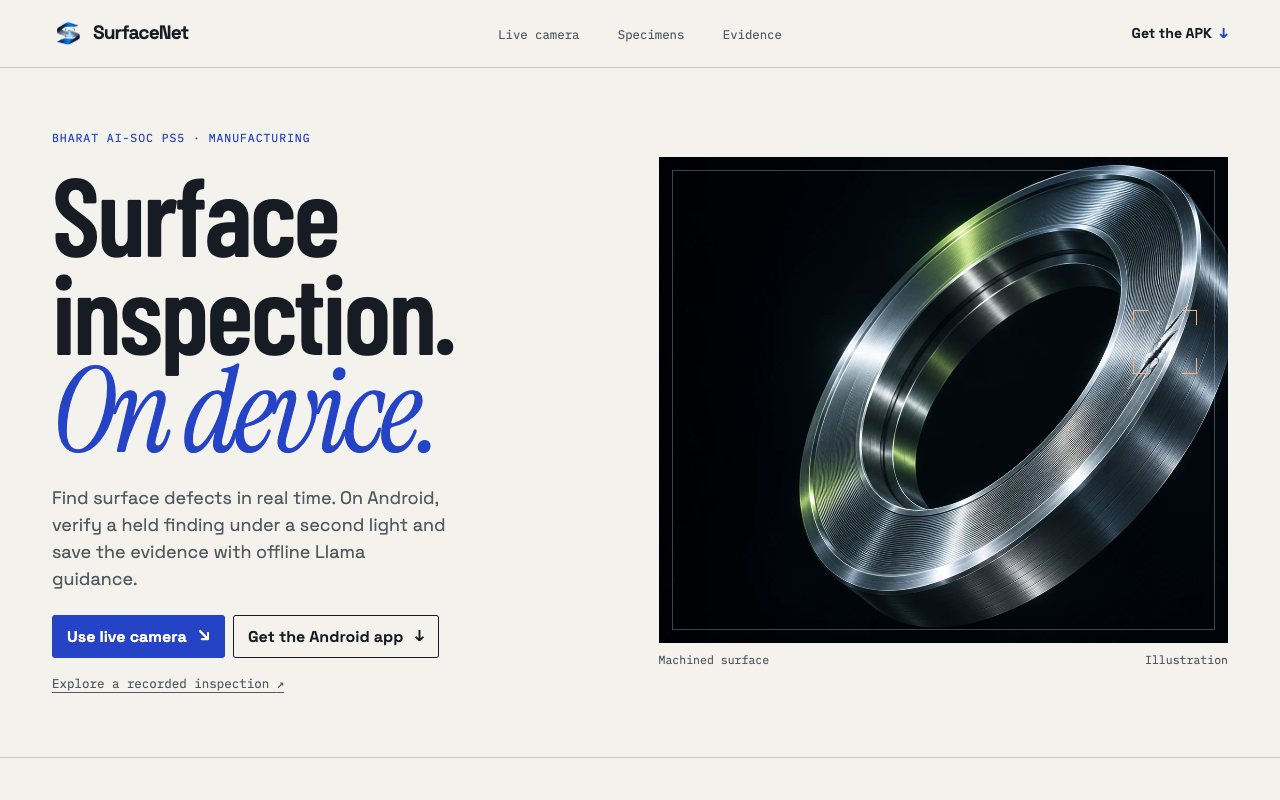 SurfaceNet
Live camera
Specimens
Evidence
Get the APK ↓
BHARAT AI-SOC PS5 · MANUFACTURING
Surface
inspection.
On device.
Find surface defects in real time. On Android,
verify a held finding under a second light and
save the evidence with offline Llama
guidance.
Use live camera ↘
Get the Android app ↓
Explore a recorded inspection ↗
Machined surface
Illustration